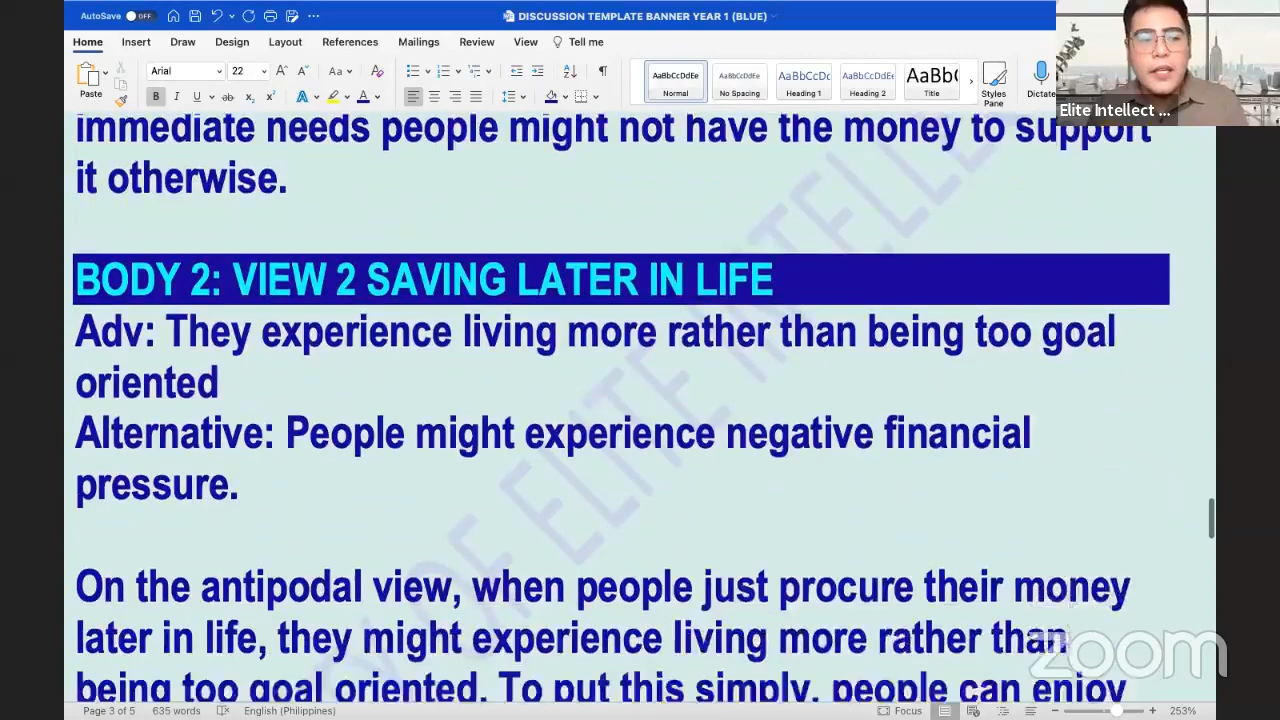 AutoSave OFF DISCUSSION TEMPLATE BANNER YEAR 1 (BLUE)
Home Insert Draw Design Layout References Mailings Review View Tell me
Paste Arial 22 AaBbCcDdEe AaBbCcDdEe AaBbCcDc AaBbCcDdEe AaBb(
Normal No Spacing Heading 1 Heading 2 Title Styles Pane Dictate
Elite Intellect ...
immediate needs people might not have the money to support
it otherwise.
BODY 2: VIEW 2 SAVING LATER IN LIFE
Adv: They experience living more rather than being too goal
oriented
Alternative: People might experience negative financial
pressure.
On the antipodal view, when people just procure their money
later in life, they might experience living more rather than
being too goal oriented. To put this simply, people can enjoy
OF ELITE INTELLE
zoom
Page 3 of 5 635 words English (Philippines) Focus 253%